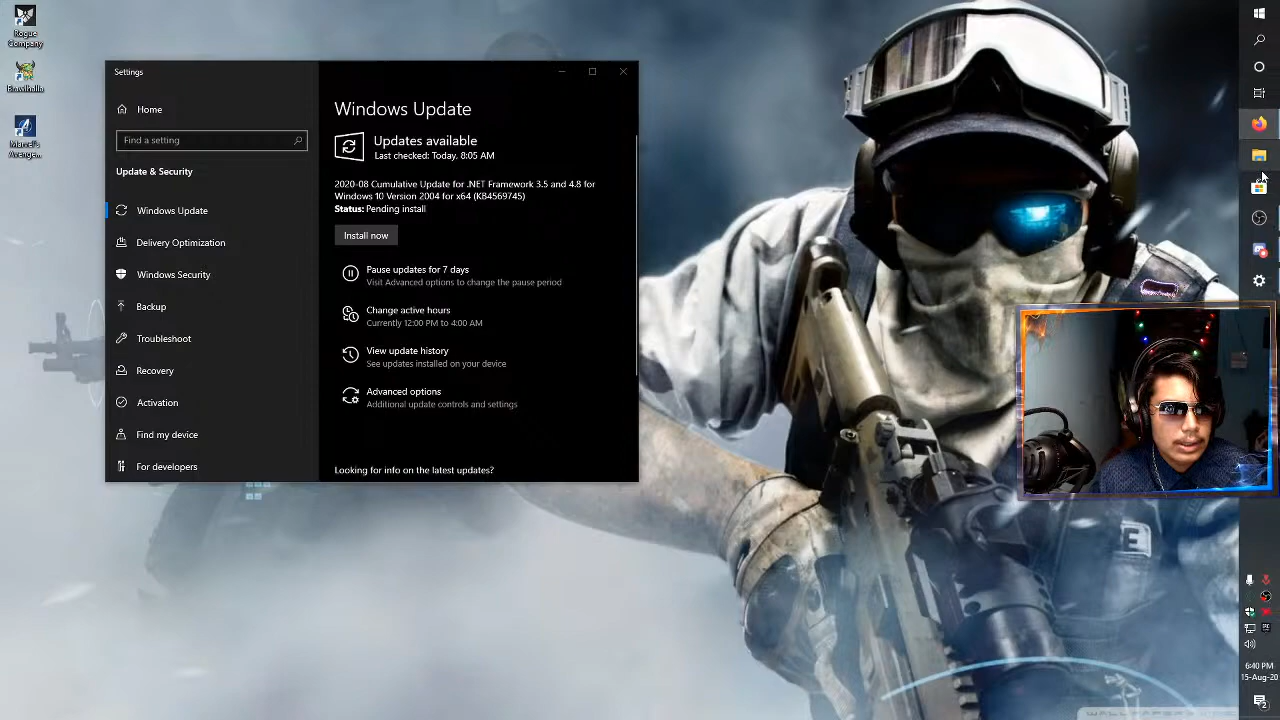 Rogue
Company
Brawlhalla
Marvel's
Avengers...
Settings
Home
Find a setting
Update & Security
Windows Update
Delivery Optimization
Windows Security
Backup
Troubleshoot
Recovery
Activation
Find my device
For developers
Windows Update
Updates available
Last checked: Today, 8:05 AM
2020-08 Cumulative Update for .NET Framework 3.5 and 4.8 for
Windows 10 Version 2004 for x64 (KB4569745)
Status: Pending install
Install now
Pause updates for 7 days
Visit Advanced options to change the pause period
Change active hours
Currently 12:00 PM to 4:00 AM
View update history
See updates installed on your device
Advanced options
Additional update controls and settings
Looking for info on the latest updates?
E
6:40 PM
15-Aug-20